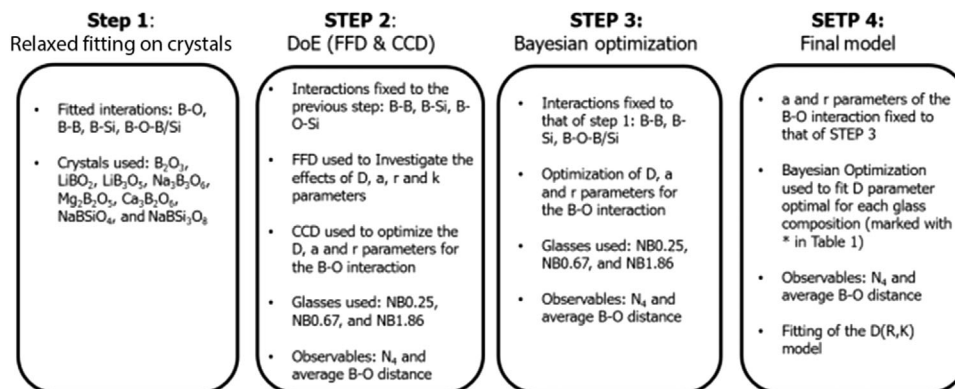 Step 1:
Relaxed fitting on crystals
• Fitted interations: B-O,
B-B, B-Si, B-O-B/Si
• Crystals used: B₂O₃,
LiBO₂, LiB₃O₅, Na₃B₃O₆,
Mg₂B₂O₅, Ca₃B₂O₆,
NaBSiO₄, and NaBSi₃O₈
STEP 2:
DoE (FFD & CCD)
• Interactions fixed to the
previous step: B-B, B-Si, B-
O-Si
• FFD used to Investigate the
effects of D, a, r and k
parameters
• CCD used to optimize the
D, a and r parameters for
the B-O interaction
• Glasses used: NB0.25,
NB0.67, and NB1.86
• Observables: N₄ and
average B-O distance
STEP 3:
Bayesian optimization
• Interactions fixed to
that of step 1: B-B, B-
Si, B-O-B/Si
• Optimization of D, a
and r parameters for
the B-O interaction
• Glasses used: NB0.25,
NB0.67, and NB1.86
• Observables: N₄ and
average B-O distance
SETP 4:
Final model
• a and r parameters of the
B-O interaction fixed to
that of STEP 3
• Bayesian Optimization
used to fit D parameter
optimal for each glass
composition (marked with
* in Table 1)
• Observables: N₄ and
average B-O distance
• Fitting of the D(R,K)
model